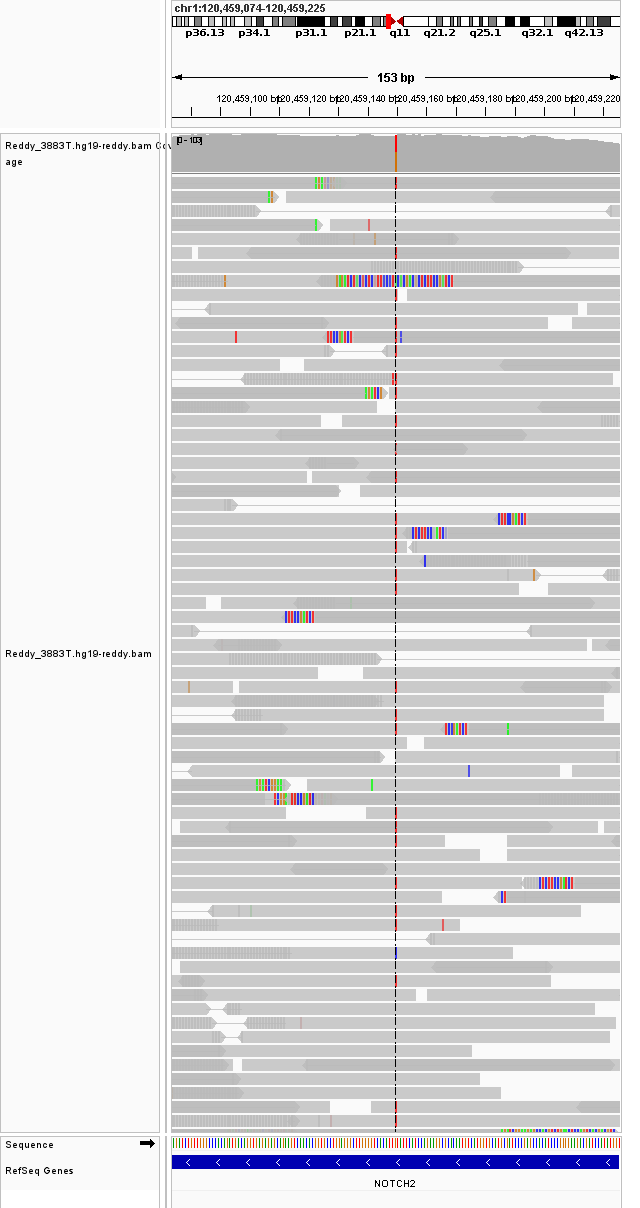 chr1:120,459,074-120,459,225
p36.13 p34.1 p31.1 p21.1 q11 q21.2 q25.1 q32.1 q42.13
153 bp
120,459,100 bp 120,459,120 bp 120,459,140 bp 120,459,160 bp 120,459,180 bp 120,459,200 bp 120,459,220
[0 - 103]
Reddy_3883T.hg19-reddy.bam Cov
age
Reddy_3883T.hg19-reddy.bam
Sequence
RefSeq Genes
NOTCH2